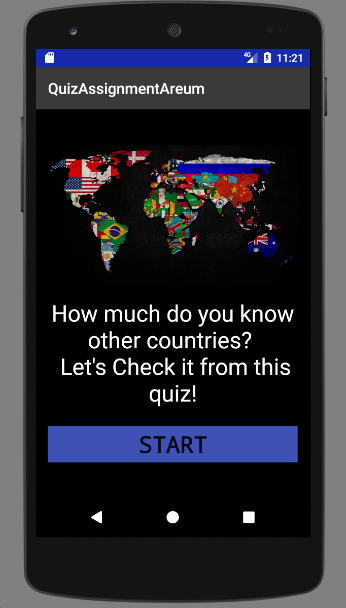 4G 11:21
QuizAssignmentAreum
How much do you know
other countries?
Let's Check it from this
quiz!
START